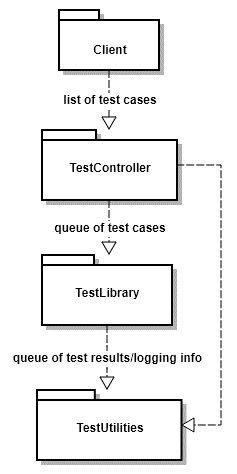 Client
list of test cases
TestController
queue of test cases
TestLibrary
queue of test results/logging info
TestUtilities